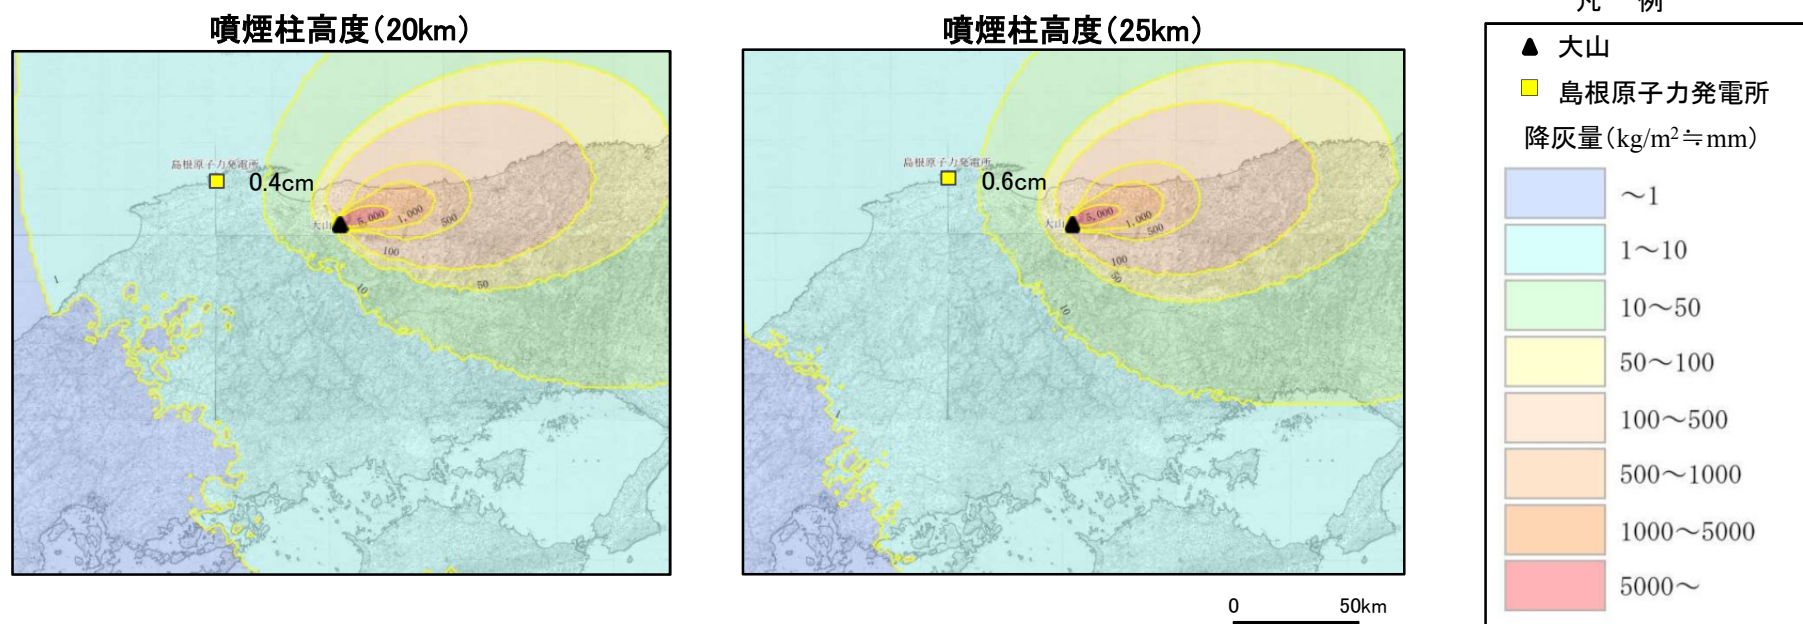 噴煙柱高度(20km)
島根原子力発電所
0.4cm
大山
5,000
1,000
500
100
50
10
1
噴煙柱高度(25km)
島根原子力発電所
0.6cm
大山
5,000
1,000
500
100
50
10
1
0 50km
凡 例
大山
島根原子力発電所
降灰量(kg/m²≒mm)
～1
1～10
10～50
50～100
100～500
500～1000
1000～5000
5000～